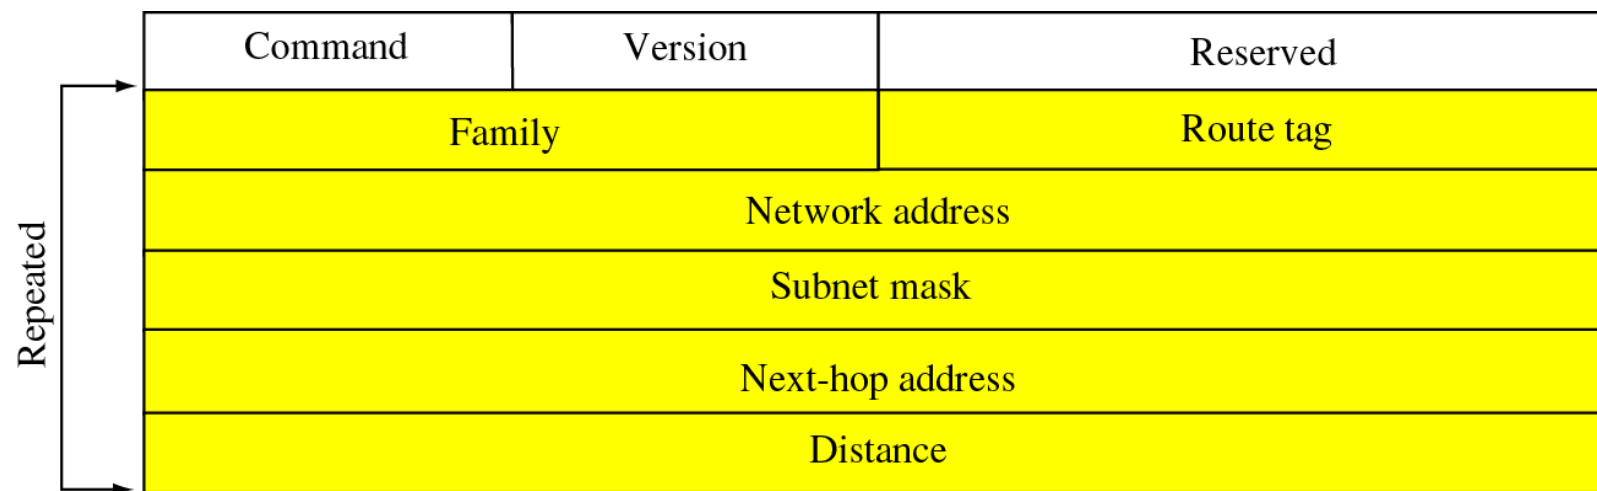 Command Version Reserved
Family Route tag
Network address
Subnet mask
Next-hop address
Distance
Repeated